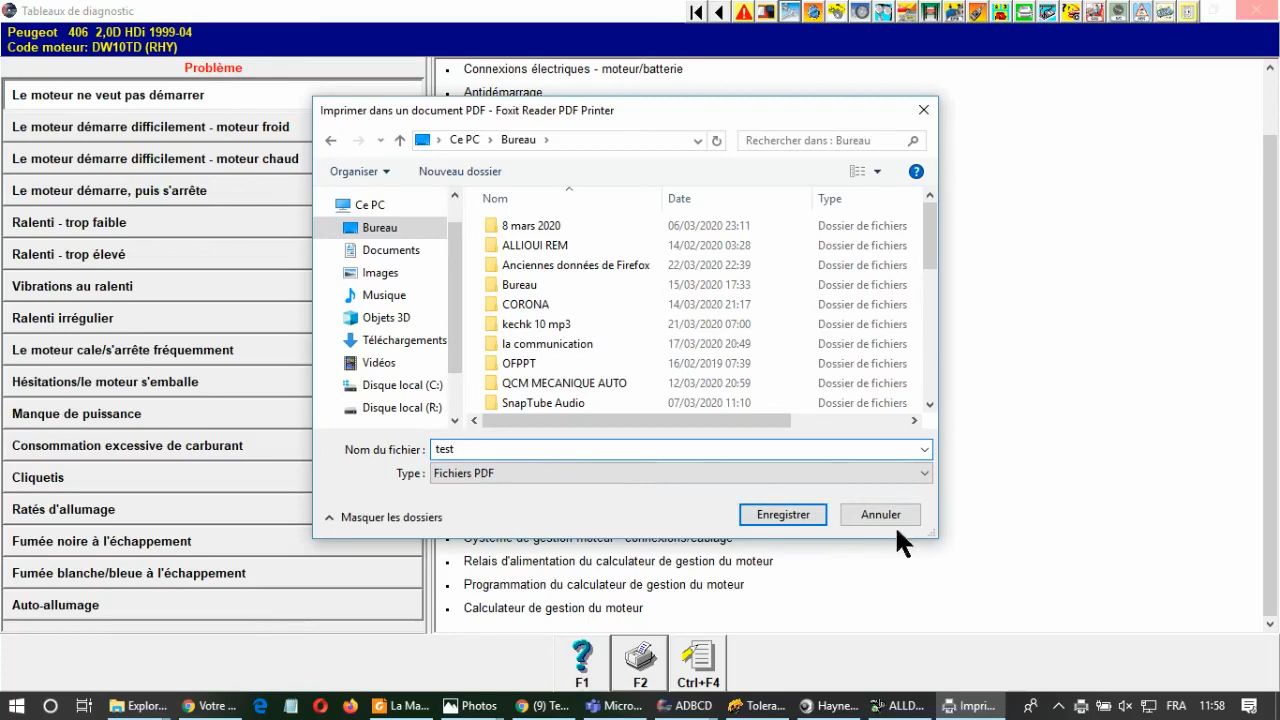 Tableaux de diagnostic
Peugeot 406 2,0D HDi 1999-04
Code moteur: DW10TD (RHY)
Problème
Le moteur ne veut pas démarrer
Le moteur démarre difficilement - moteur froid
Le moteur démarre difficilement - moteur chaud
Le moteur démarre, puis s'arrête
Ralenti - trop faible
Ralenti - trop élevé
Vibrations au ralenti
Ralenti irrégulier
Le moteur cale/s'arrête fréquemment
Hésitations/le moteur s'emballe
Manque de puissance
Consommation excessive de carburant
Cliquetis
Ratés d'allumage
Fumée noire à l'échappement
Fumée blanche/bleue à l'échappement
Auto-allumage
Connexions électriques - moteur/batterie
Antidémarrage
Imprimer dans un document PDF - Foxit Reader PDF Printer
Ce PC > Bureau >
Rechercher dans : Bureau
Organiser
Nouveau dossier
Ce PC
Bureau
Documents
Images
Musique
Objets 3D
Téléchargements
Vidéos
Disque local (C:)
Disque local (R:)
Nom Date Type
8 mars 2020 06/03/2020 23:11 Dossier de fichiers
ALLIOUI REM 14/02/2020 03:28 Dossier de fichiers
Anciennes données de Firefox 22/03/2020 22:39 Dossier de fichiers
Bureau 15/03/2020 17:33 Dossier de fichiers
CORONA 14/03/2020 21:17 Dossier de fichiers
kechk 10 mp3 21/03/2020 07:00 Dossier de fichiers
la communication 17/03/2020 20:49 Dossier de fichiers
OFPPT 16/02/2019 07:39 Dossier de fichiers
QCM MECANIQUE AUTO 12/03/2020 20:59 Dossier de fichiers
SnapTube Audio 07/03/2020 11:10 Dossier de fichiers
Nom du fichier : test
Type : Fichiers PDF
Masquer les dossiers
Enregistrer
Annuler
Système de gestion moteur - connexions/câblage
Relais d'alimentation du calculateur de gestion du moteur
Programmation du calculateur de gestion du moteur
Calculateur de gestion du moteur
F1 F2 Ctrl+F4
Explor... Votre ... La Ma... Photos (3) Te... Micro... ADBCD Tolera... Hayne... ALLD... Impri... FRA 11:58